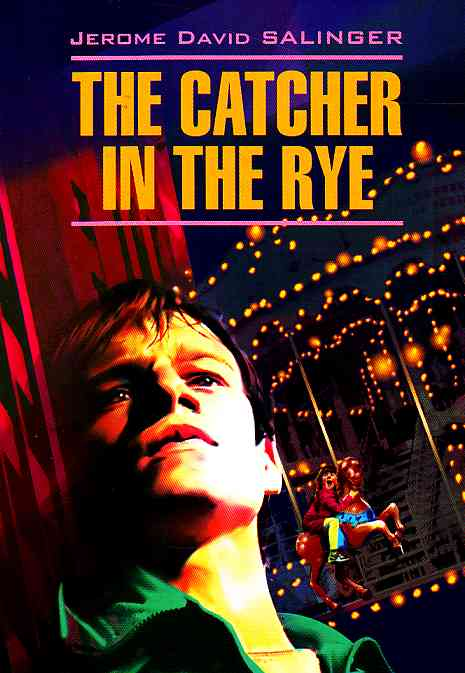 JEROME DAVID SALINGER
THE CATCHER
IN THE RYE